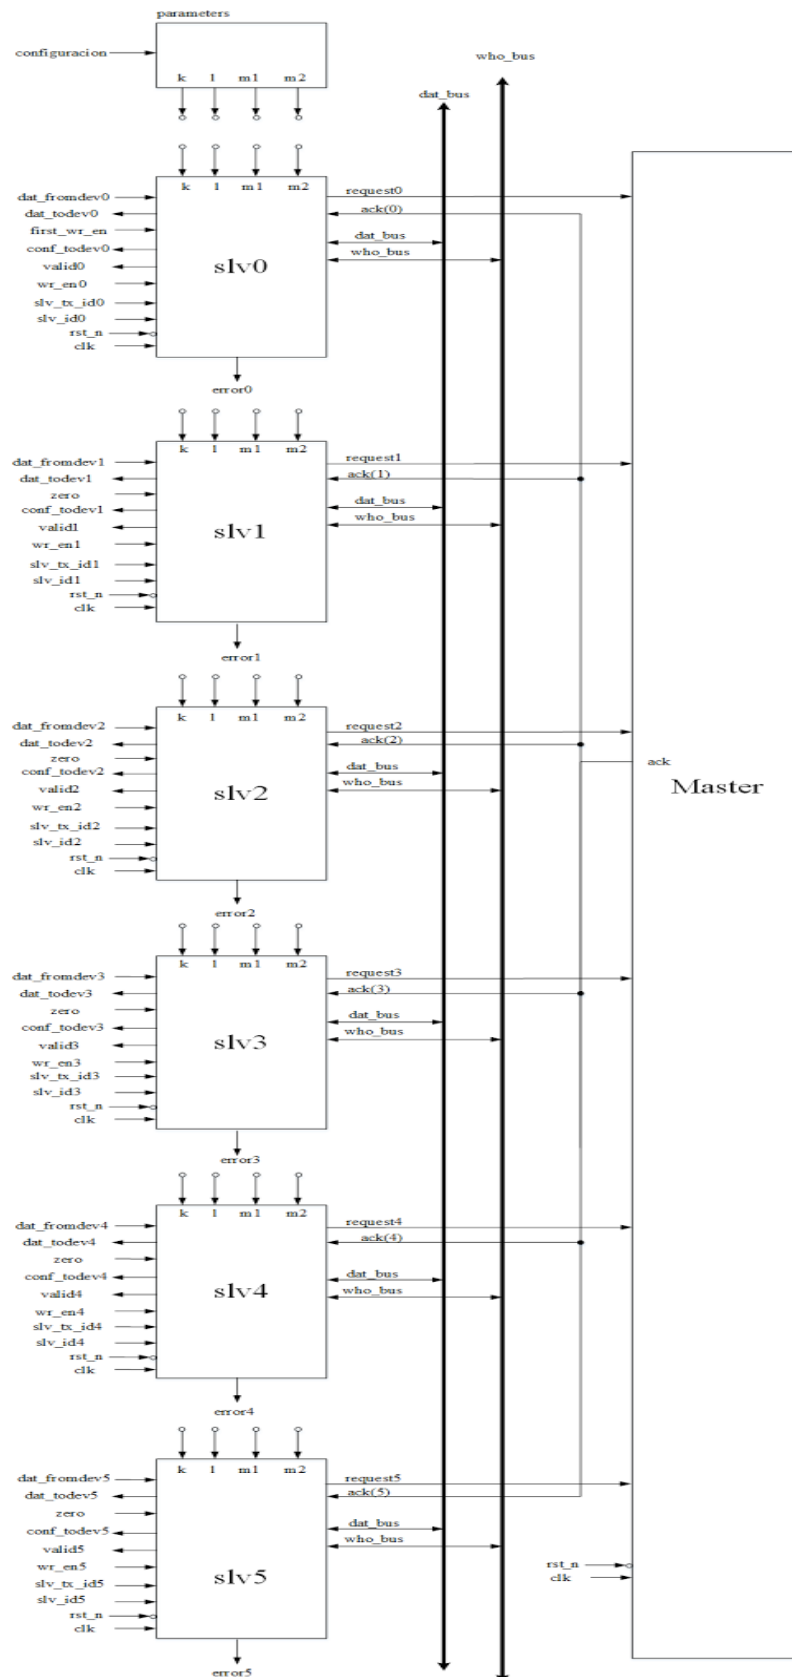 parameters
configuracion
k l m1 m2
who_bus
dat_bus
k l m1 m2
dat_fromdev0
dat_todev0
first_wr_en
conf_todev0
valid0
wr_en0
slv_tx_id0
slv_id0
rst_n
clk
slv0
request0
ack(0)
dat_bus
who_bus
error0
k l m1 m2
dat_fromdev1
dat_todev1
zero
conf_todev1
valid1
wr_en1
slv_tx_id1
slv_id1
rst_n
clk
slv1
request1
ack(1)
dat_bus
who_bus
error1
k l m1 m2
dat_fromdev2
dat_todev2
zero
conf_todev2
valid2
wr_en2
slv_tx_id2
slv_id2
rst_n
clk
slv2
request2
ack(2)
dat_bus
who_bus
error2
ack
Master
k l m1 m2
dat_fromdev3
dat_todev3
zero
conf_todev3
valid3
wr_en3
slv_tx_id3
slv_id3
rst_n
clk
slv3
request3
ack(3)
dat_bus
who_bus
error3
k l m1 m2
dat_fromdev4
dat_todev4
zero
conf_todev4
valid4
wr_en4
slv_tx_id4
slv_id4
rst_n
clk
slv4
request4
ack(4)
dat_bus
who_bus
error4
k l m1 m2
dat_fromdev5
dat_todev5
zero
conf_todev5
valid5
wr_en5
slv_tx_id5
slv_id5
rst_n
clk
slv5
request5
ack(5)
dat_bus
who_bus
error5
rst_n
clk